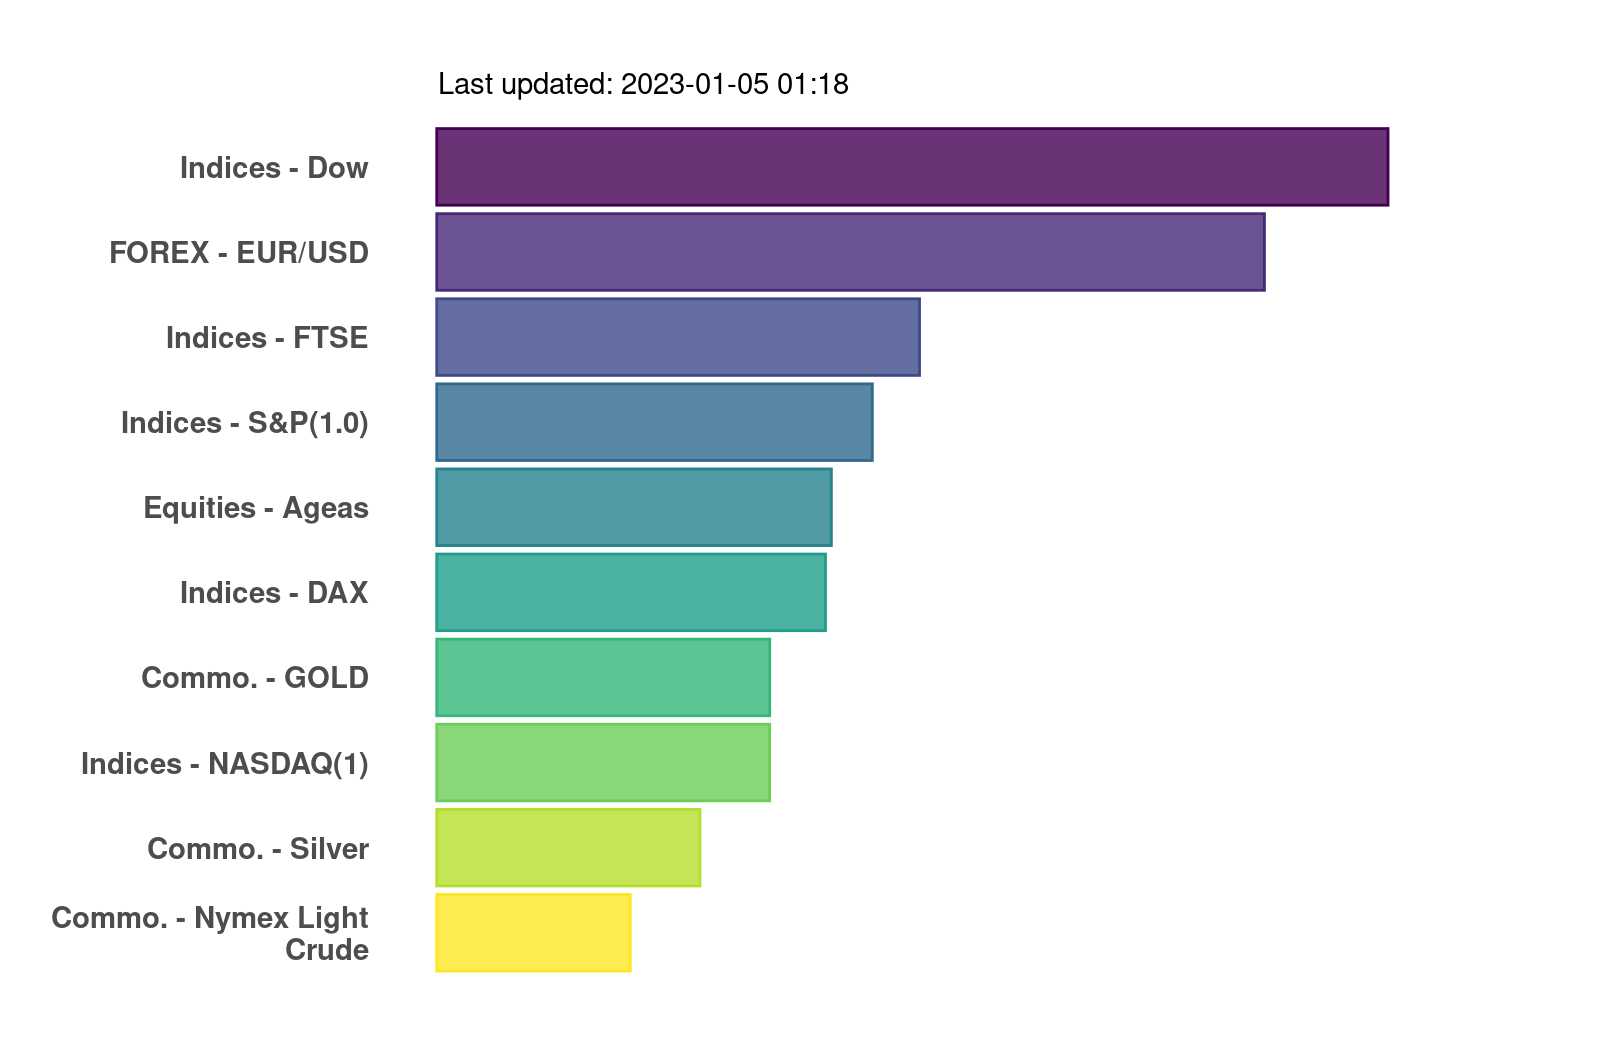 Last updated: 2023-01-05 01:18
Indices - Dow
FOREX - EUR/USD
Indices - FTSE
Indices - S&P(1.0)
Equities - Ageas
Indices - DAX
Commo. - GOLD
Indices - NASDAQ(1)
Commo. - Silver
Commo. - Nymex Light
Crude